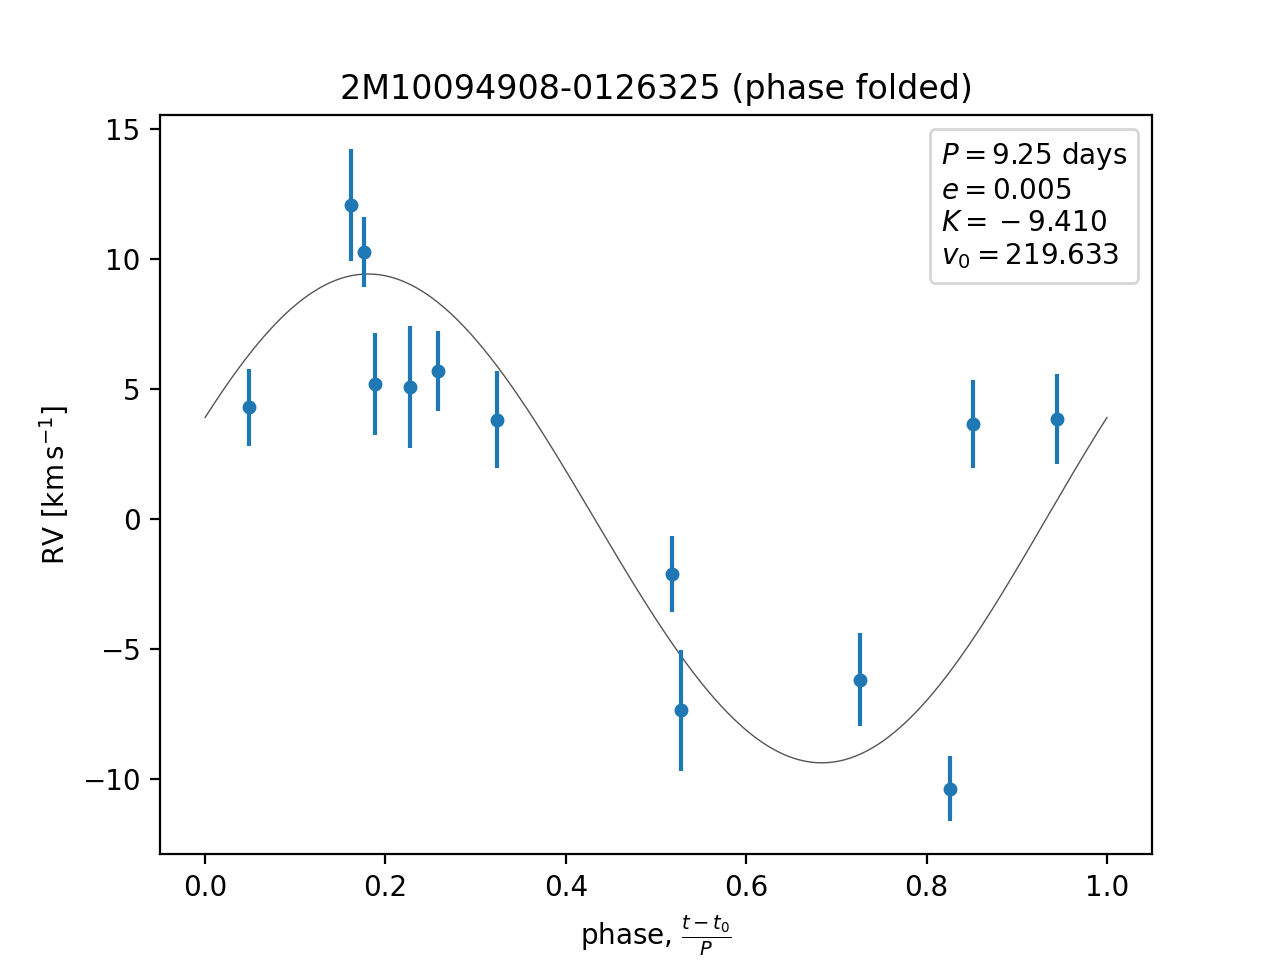 2M10094908-0126325 (phase folded)
P = 9.25 days
e = 0.005
K = −9.410
v₀ = 219.633
RV [km s⁻¹]
15
10
5
0
−5
−10
0.0 0.2 0.4 0.6 0.8 1.0
phase, (t − t₀)/P